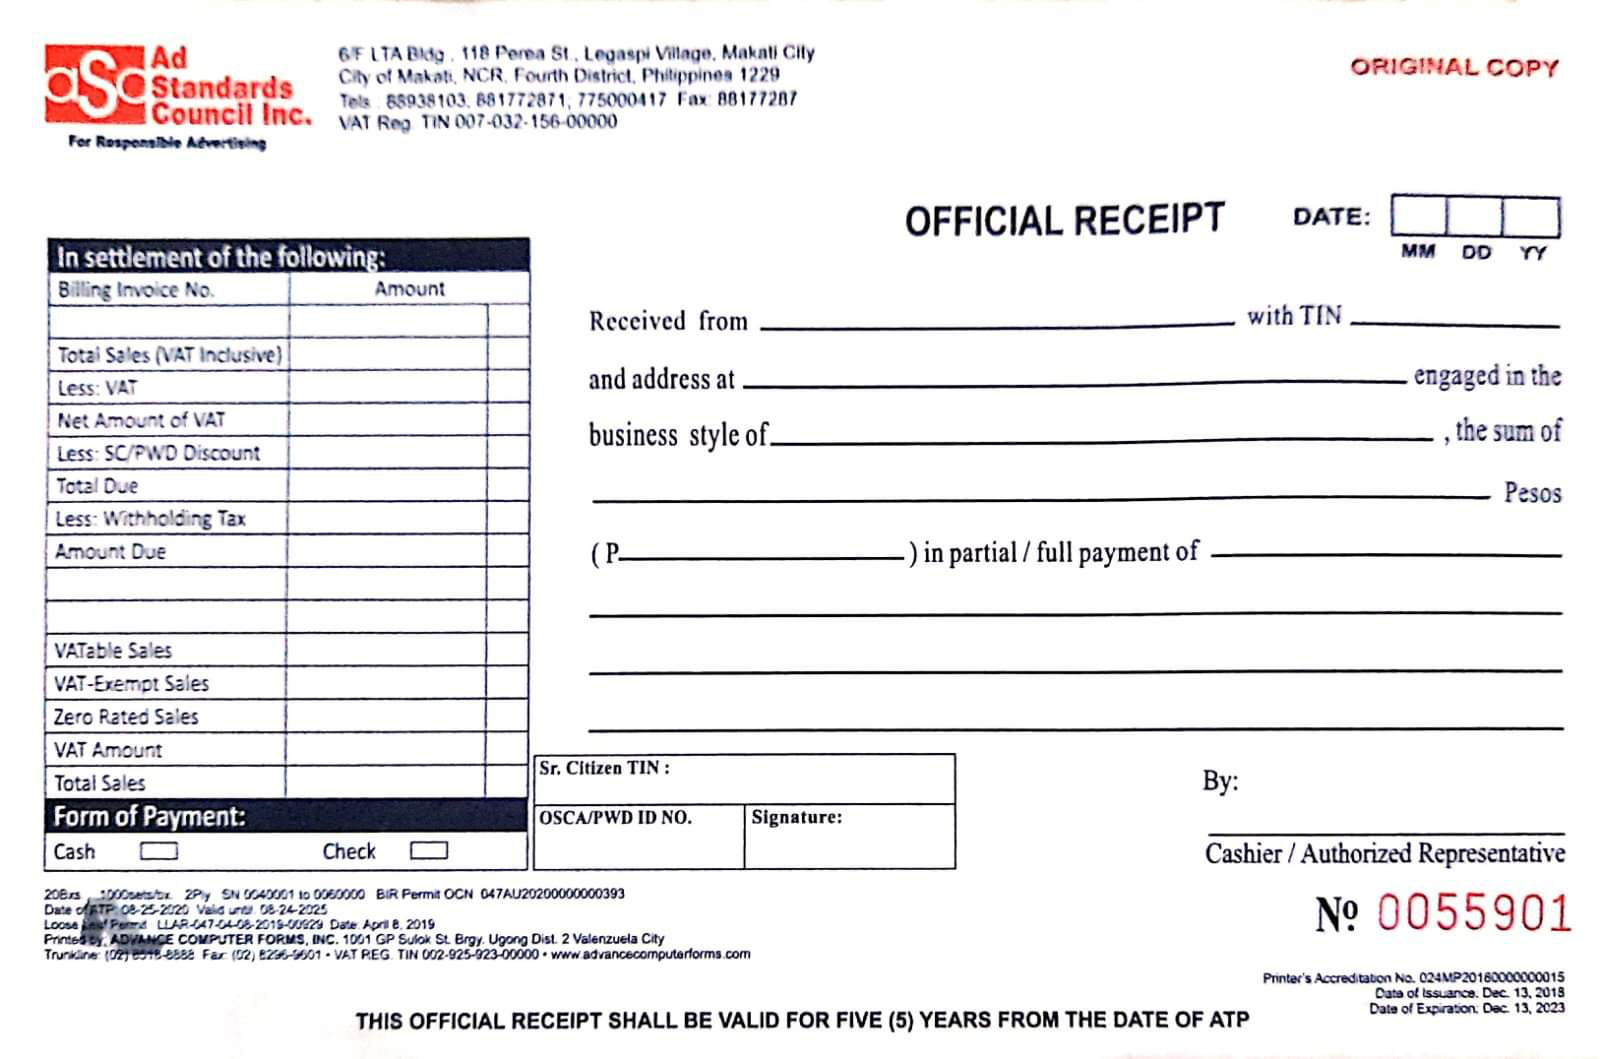 asc Ad Standards Council Inc.
For Responsible Advertising
6/F LTA Bldg., 118 Perea St., Legaspi Village, Makati City
City of Makati, NCR, Fourth District, Philippines 1229
Tels.: 88938103, 881772871, 775000417 Fax: 88177287
VAT Reg. TIN 007-032-156-00000
ORIGINAL COPY
OFFICIAL RECEIPT
DATE:
MM DD YY
In settlement of the following:
Billing Invoice No. Amount
Total Sales (VAT Inclusive)
Less: VAT
Net Amount of VAT
Less: SC/PWD Discount
Total Due
Less: Withholding Tax
Amount Due
VATable Sales
VAT-Exempt Sales
Zero Rated Sales
VAT Amount
Total Sales
Form of Payment:
Cash Check
Received from with TIN
and address at engaged in the
business style of , the sum of
Pesos
( P ) in partial / full payment of
Sr. Citizen TIN :
OSCA/PWD ID NO. Signature:
By:
Cashier / Authorized Representative
Nº 0055901
20Bxs 1000sets/bx. 2Ply SN 0040001 to 0060000 BIR Permit OCN 047AU20200000000393
Date of ATP: 08-25-2020 Valid until: 08-24-2025
Loose Leaf Permit LLAR-047-04-08-2019-00929 Date: April 8, 2019
Printed by: ADVANCE COMPUTER FORMS, INC. 1001 GP Sulok St. Brgy. Ugong Dist. 2 Valenzuela City
Trunkline: (02) 8516-8888 Fax: (02) 8296-9601 • VAT REG. TIN 002-925-923-00000 • www.advancecomputerforms.com
Printer's Accreditation No. 024MP20180000000015
Date of Issuance: Dec. 13, 2018
Date of Expiration: Dec. 13, 2023
THIS OFFICIAL RECEIPT SHALL BE VALID FOR FIVE (5) YEARS FROM THE DATE OF ATP